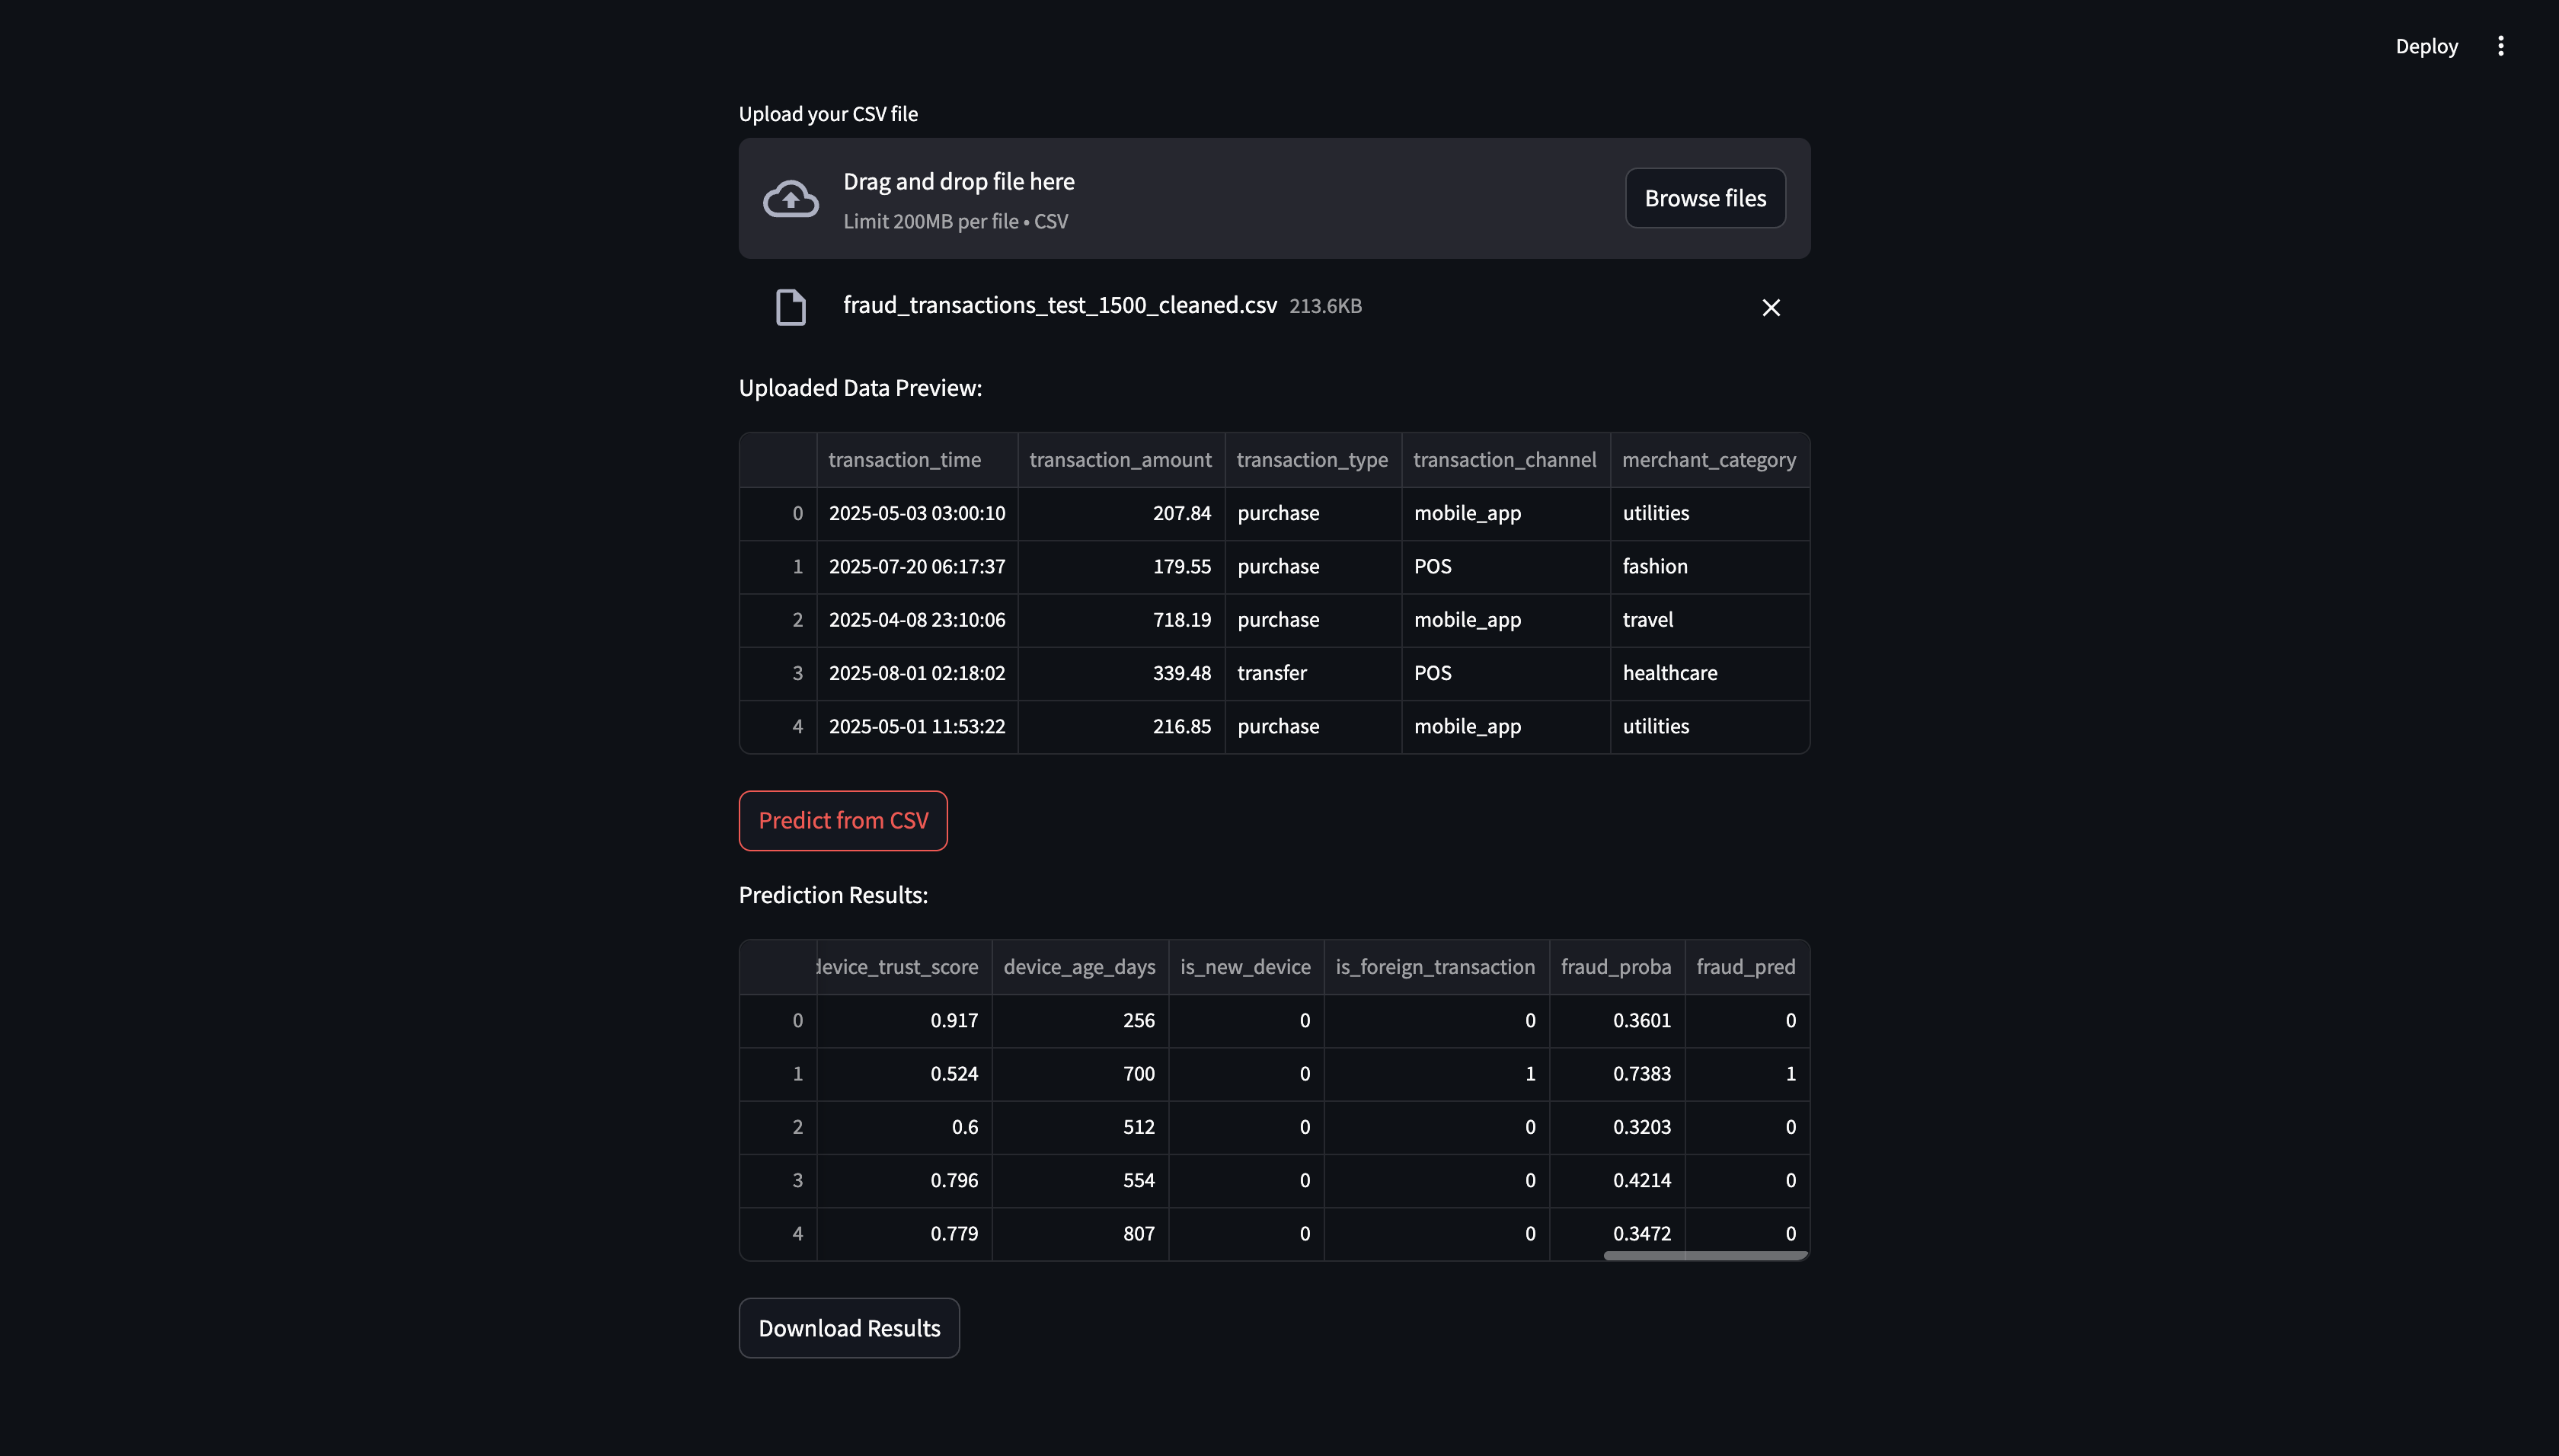 Deploy
Upload your CSV file
Drag and drop file here
Limit 200MB per file • CSV
Browse files
fraud_transactions_test_1500_cleaned.csv 213.6KB
Uploaded Data Preview:
transaction_time transaction_amount transaction_type transaction_channel merchant_category
0 2025-05-03 03:00:10 207.84 purchase mobile_app utilities
1 2025-07-20 06:17:37 179.55 purchase POS fashion
2 2025-04-08 23:10:06 718.19 purchase mobile_app travel
3 2025-08-01 02:18:02 339.48 transfer POS healthcare
4 2025-05-01 11:53:22 216.85 purchase mobile_app utilities
Predict from CSV
Prediction Results:
device_trust_score device_age_days is_new_device is_foreign_transaction fraud_proba fraud_pred
0 0.917 256 0 0 0.3601 0
1 0.524 700 0 1 0.7383 1
2 0.6 512 0 0 0.3203 0
3 0.796 554 0 0 0.4214 0
4 0.779 807 0 0 0.3472 0
Download Results